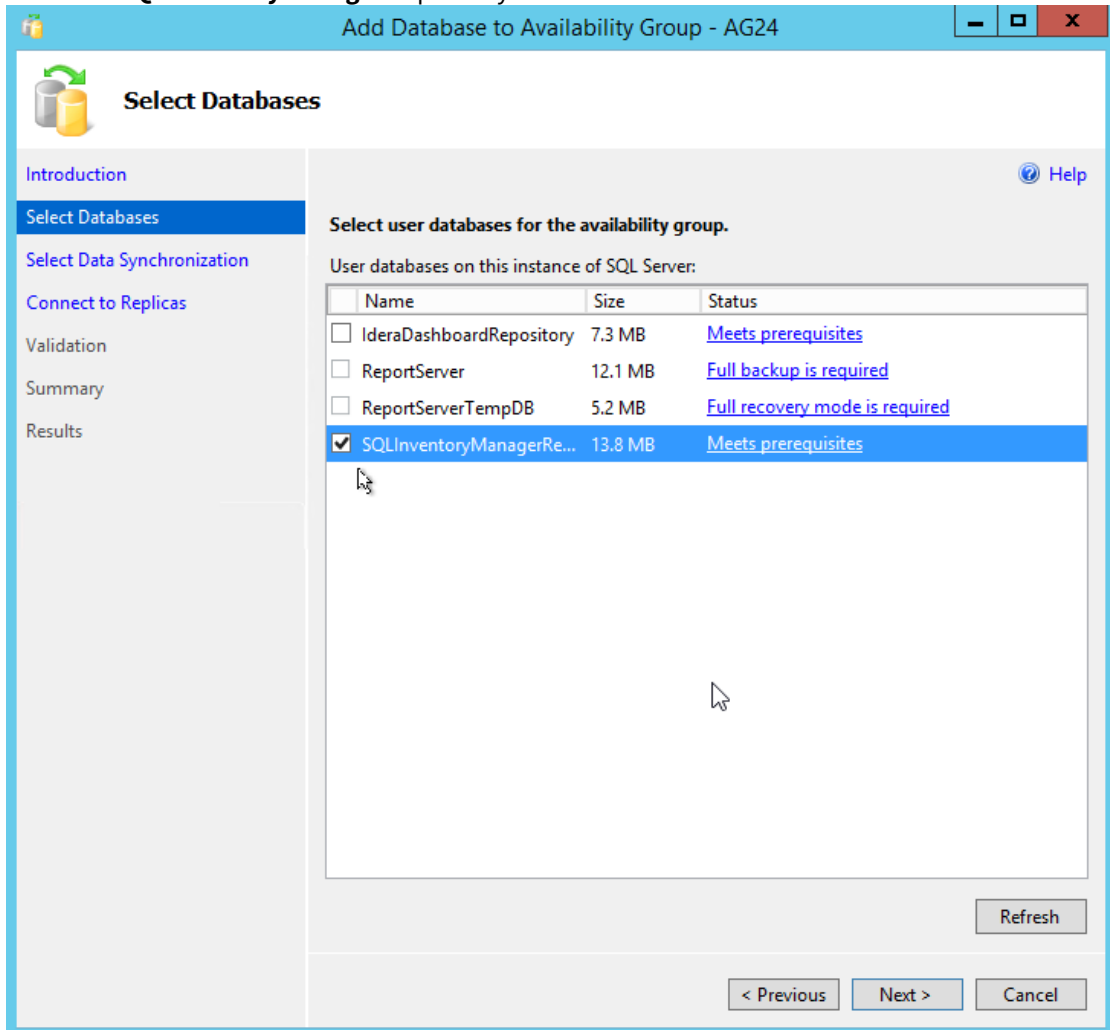 Add Database to Availability Group - AG24
Select Databases
Introduction
Help
Select Databases
Select user databases for the availability group.
Select Data Synchronization
User databases on this instance of SQL Server:
Connect to Replicas
Name Size Status
Validation
IderaDashboardRepository 7.3 MB Meets prerequisites
Summary
ReportServer 12.1 MB Full backup is required
Results
ReportServerTempDB 5.2 MB Full recovery mode is required
SQLInventoryManagerRe... 13.8 MB Meets prerequisites
Refresh
< Previous Next > Cancel